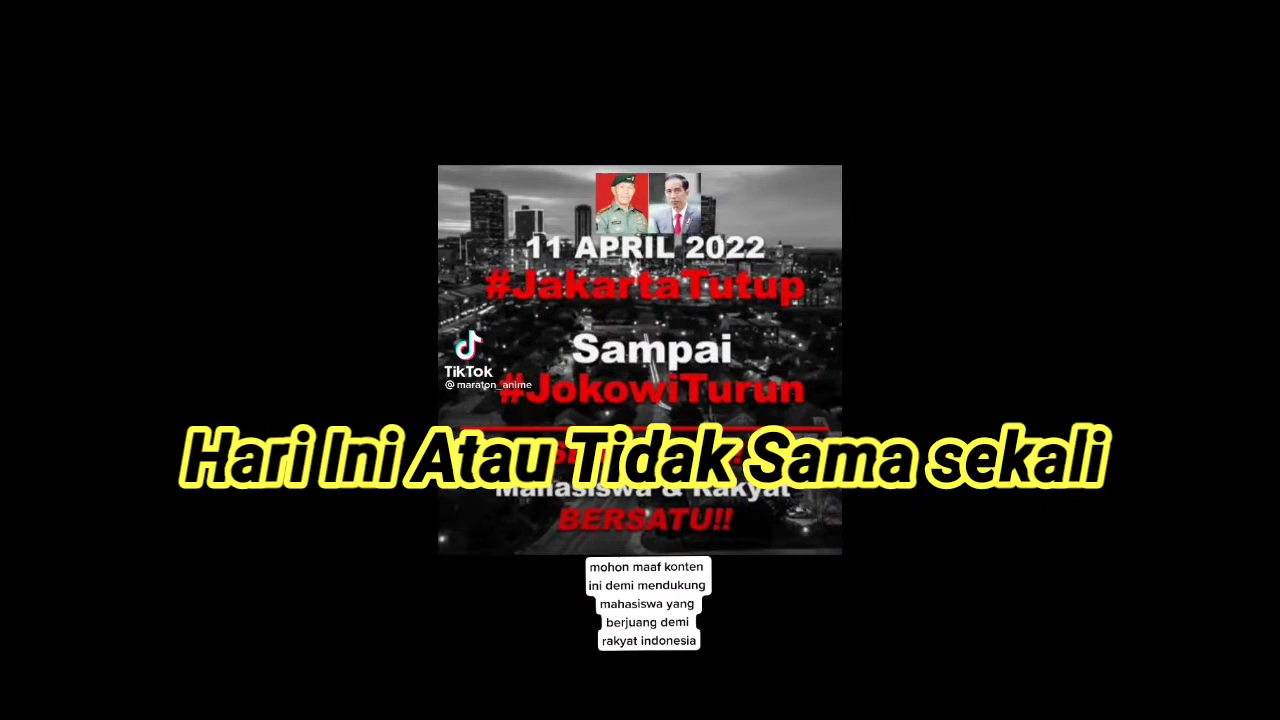 11 APRIL 2022
#JakartaTutup
Sampai
TikTok
@maraton_anime
#JokowiTurun
Hari Ini Atau Tidak Sama sekali
Mahasiswa & Rakyat
BERSATU!!
mohon maaf konten
ini demi mendukung
mahasiswa yang
berjuang demi
rakyat indonesia